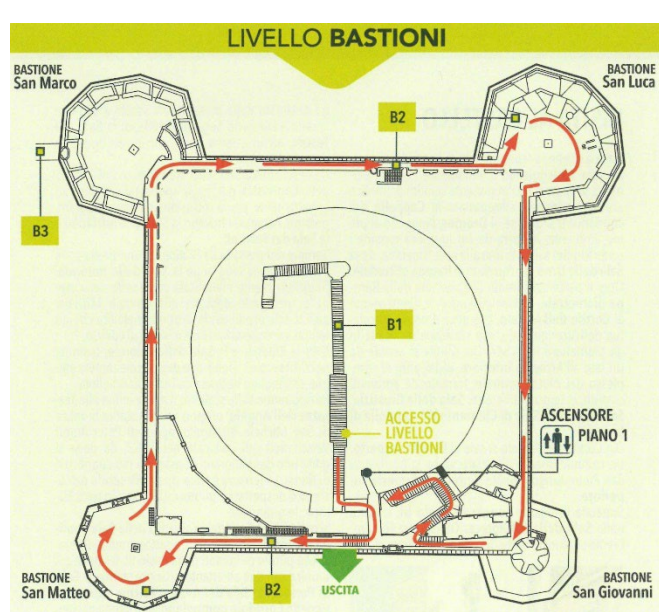 LIVELLO BASTIONI
BASTIONE
San Marco
BASTIONE
San Luca
B2
B3
B1
ACCESSO
LIVELLO
BASTIONI
ASCENSORE
PIANO 1
BASTIONE
San Matteo
B2
USCITA
BASTIONE
San Giovanni